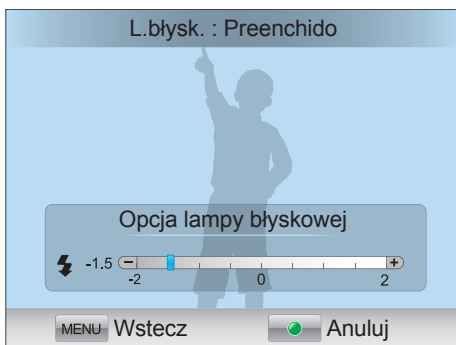 L.błysk. : Preenchido
Opcja lampy błyskowej
-1.5 − +
-2 0 2
MENU Wstecz Anuluj